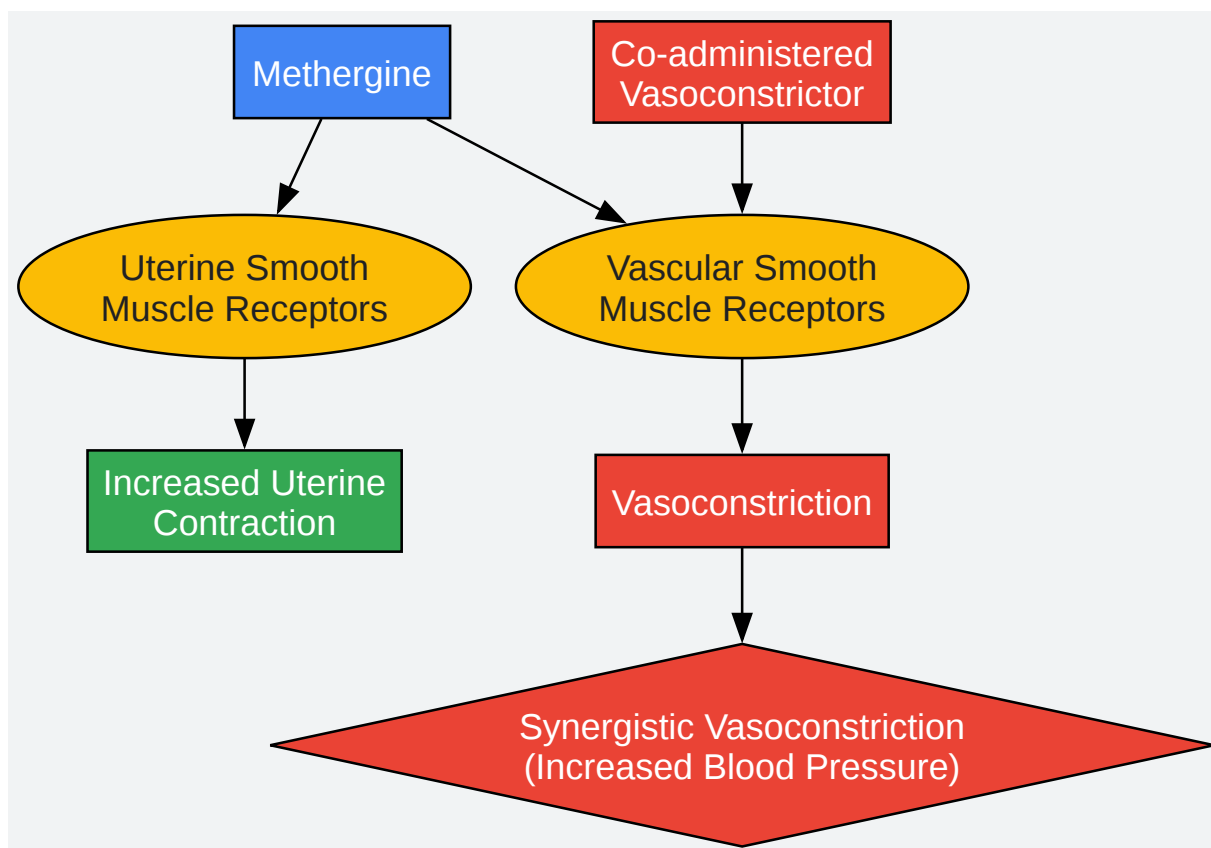 Methergine
Co-administered
Vasoconstrictor
Uterine Smooth
Muscle Receptors
Vascular Smooth
Muscle Receptors
Increased Uterine
Contraction
Vasoconstriction
Synergistic Vasoconstriction
(Increased Blood Pressure)